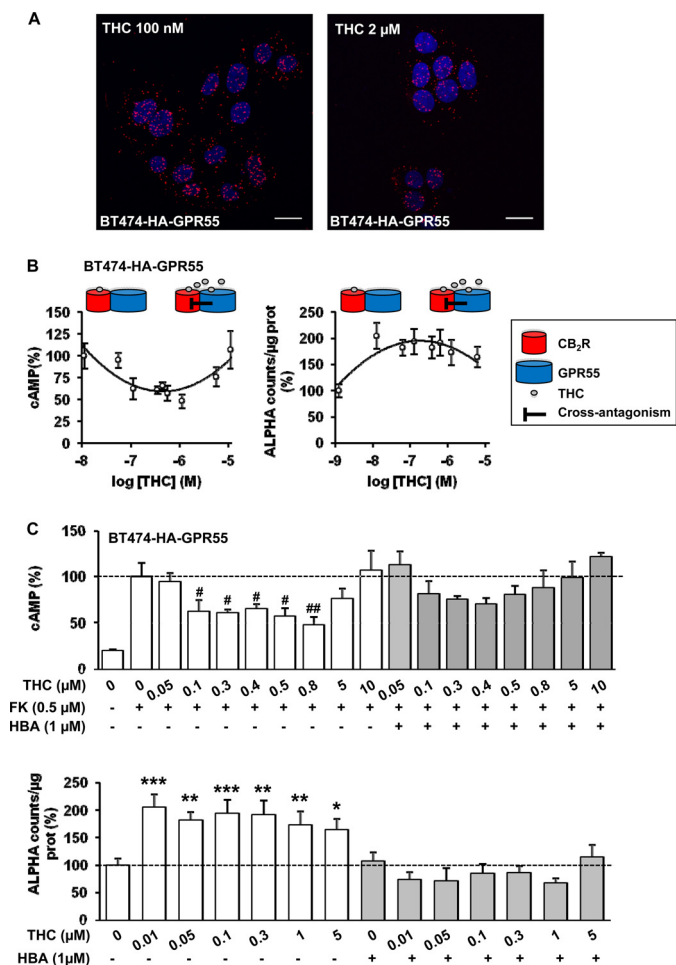 A
THC 100 nM
THC 2 µM
BT474-HA-GPR55
BT474-HA-GPR55
B
BT474-HA-GPR55
150
125
100
75
50
25
0
cAMP(%)
-8 -7 -6 -5
log [THC] (M)
250
200
150
100
50
0
ALPHA counts/µg prot
(%)
-9 -8 -7 -6 -5
log [THC] (M)
CB2R
GPR55
THC
Cross-antagonism
C
BT474-HA-GPR55
150
100
50
0
cAMP (%)
# # # # ##
THC (µM) 0 0 0.05 0.1 0.3 0.4 0.5 0.8 5 10 0.05 0.1 0.3 0.4 0.5 0.8 5 10
FK (0.5 µM) - + + + + + + + + + + + + + + + + +
HBA (1 µM) - - - - - - - - - - + + + + + + + +
250
200
150
100
50
0
ALPHA counts/µg
prot (%)
*** ** *** ** ** *
THC (µM) 0 0.01 0.05 0.1 0.3 1 5 0 0.01 0.05 0.1 0.3 1 5
HBA (1µM) - - - - - - - + + + + + + +